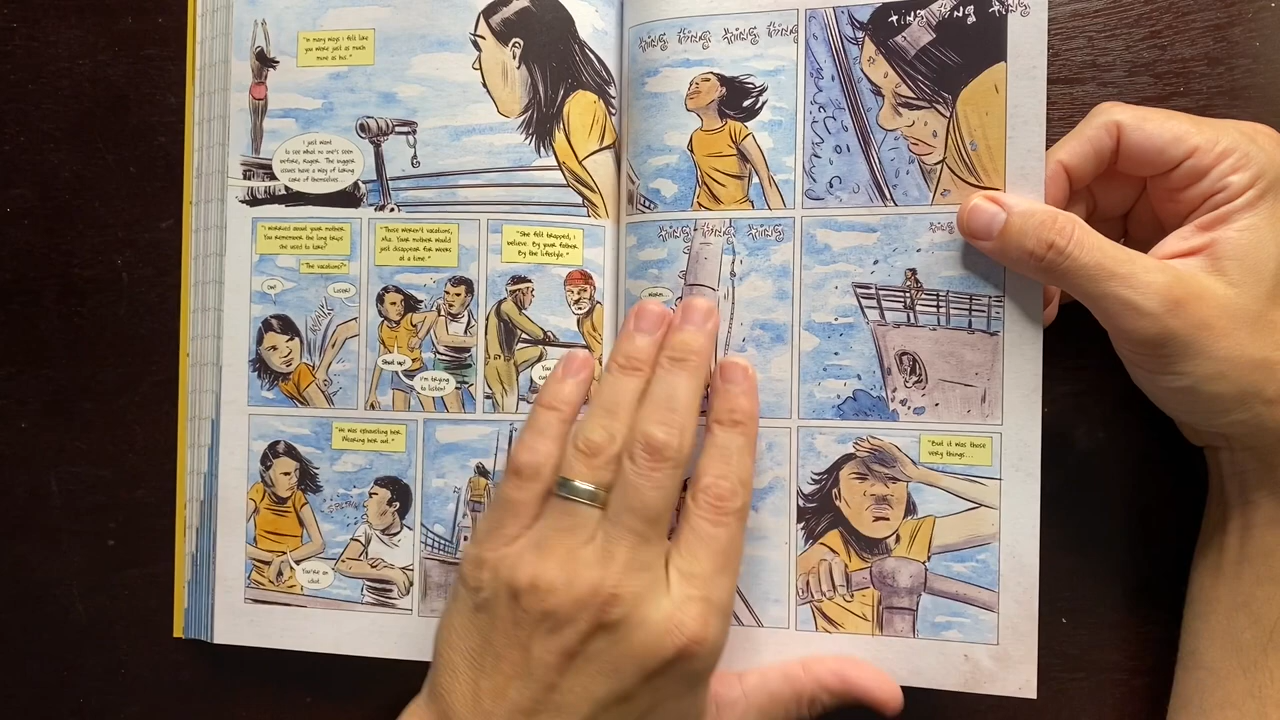 "In many ways I felt like
you were just as much
mine as his."
I just want
to see what no one's seen
before, Roger. The bigger
issues have a way of taking
care of themselves...
"I worried about your mother.
You remember the long trips
she used to take?"
"The vacations?"
Ow!
Loser!
"Those weren't vacations,
Mia. Your mother would
just disappear for weeks
at a time."
Shut up!
I'm trying
to listen!
"She felt trapped, I
believe. By your father.
By the lifestyle."
You
"He was exhausting her.
Wearing her out."
You're an
idiot.
ting ting ting ting
ting ting ting
ting ting ting
ting
"But it was those
very things...